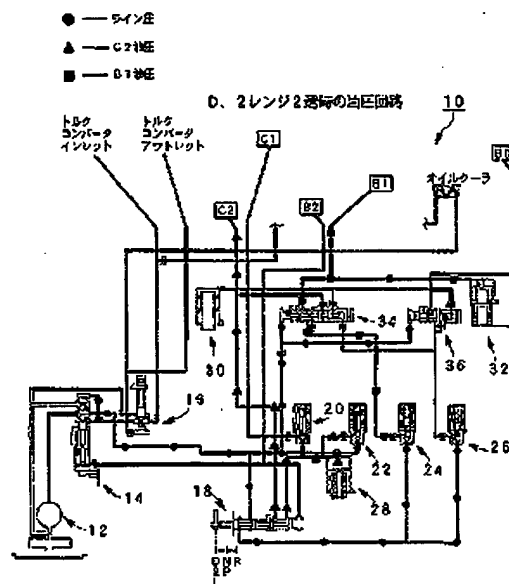 ● — ライン圧
▲ — C2油圧
■ — B1油圧
D、2レンジ2速時の油圧回路
10
トルク
コンバータ
インレット
トルク
コンバータ
アウトレット
C1
オイルクーラ
C2
B2
B1
30
34
36
32
16
20
22
24
26
14
18
28
12
D N R
2 P